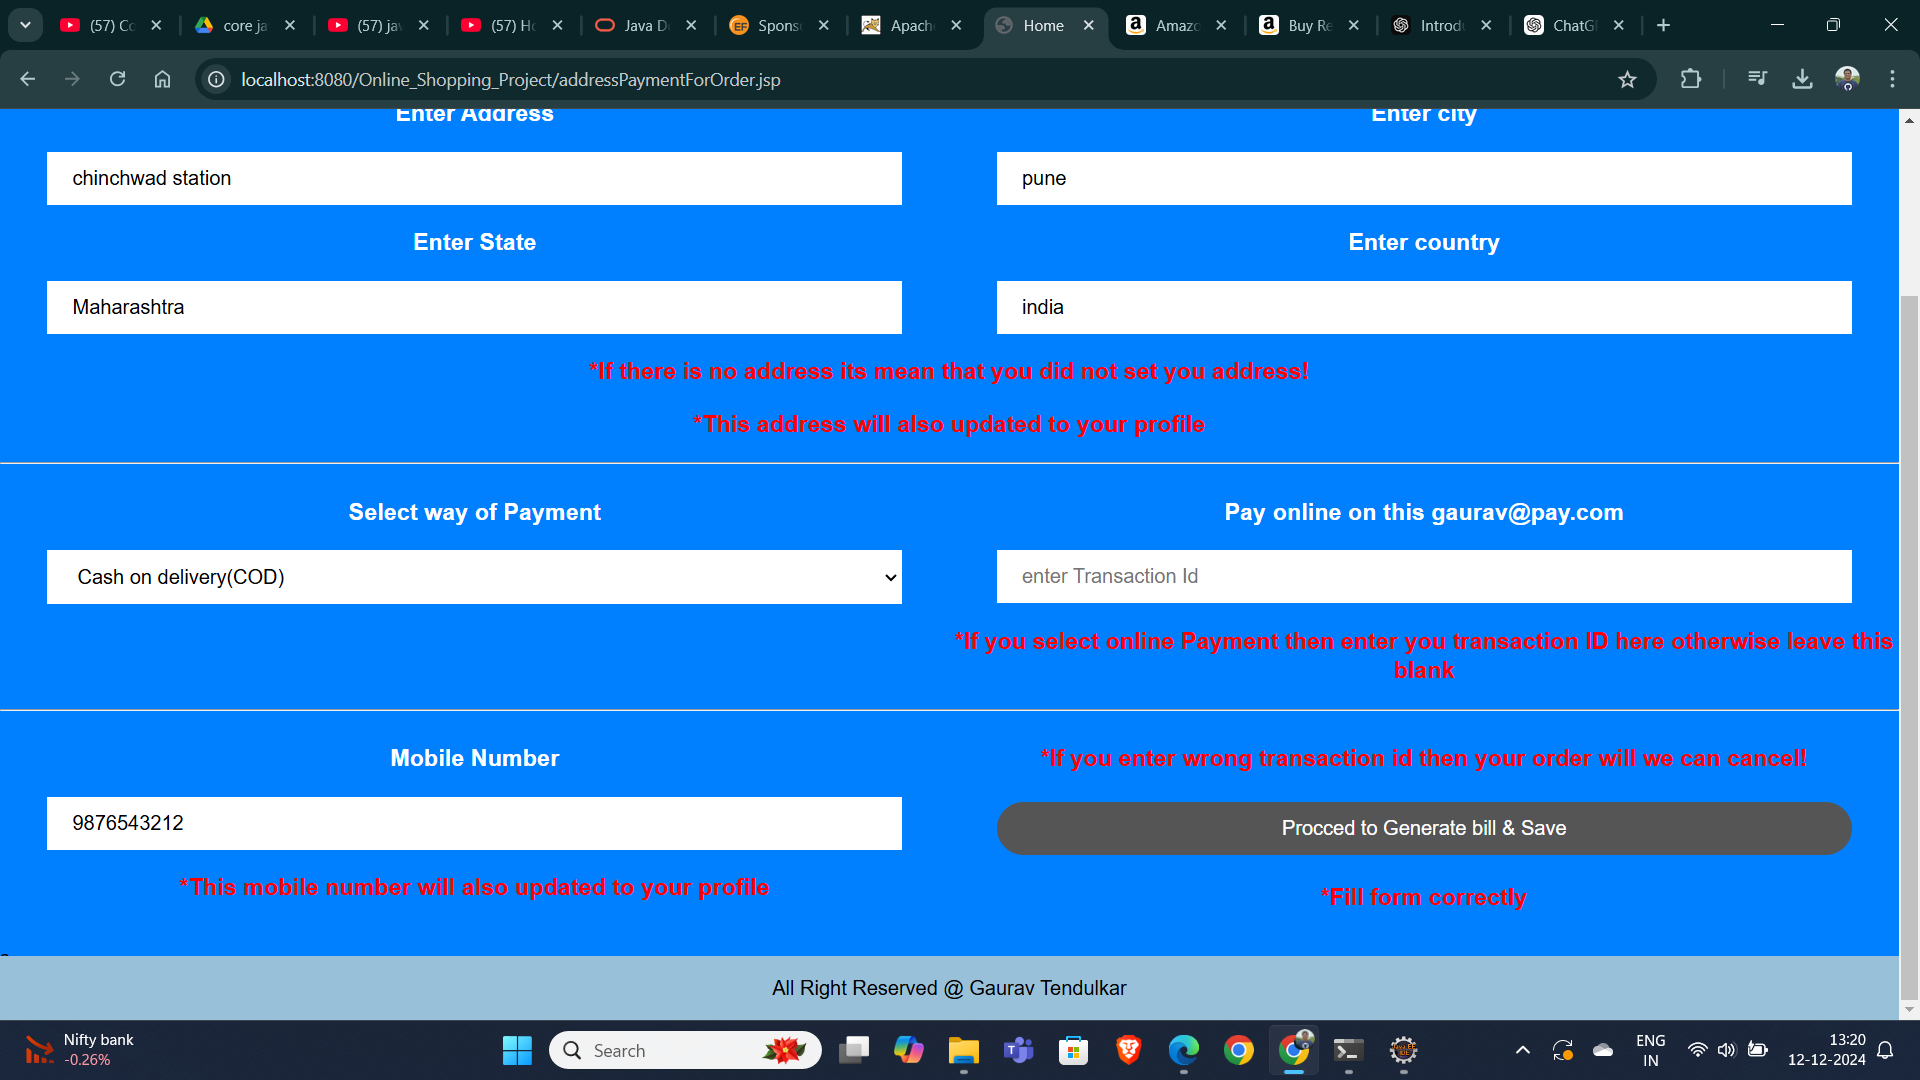 (57) Co
core ja
(57) jav
(57) Ho
Java D
Spons
Apach
Home
Amazo
Buy Re
Introdu
ChatGP
localhost:8080/Online_Shopping_Project/addressPaymentForOrder.jsp
Enter Address
Enter city
chinchwad station
pune
Enter State
Enter country
Maharashtra
india
*If there is no address its mean that you did not set you address!
*This address will also updated to your profile
Select way of Payment
Pay online on this gaurav@pay.com
Cash on delivery(COD)
enter Transaction Id
*If you select online Payment then enter you transaction ID here otherwise leave this
blank
Mobile Number
*If you enter wrong transaction id then your order will we can cancel!
9876543212
Procced to Generate bill & Save
*This mobile number will also updated to your profile
*Fill form correctly
All Right Reserved @ Gaurav Tendulkar
Nifty bank
-0.26%
Search
ENG
IN
13:20
12-12-2024